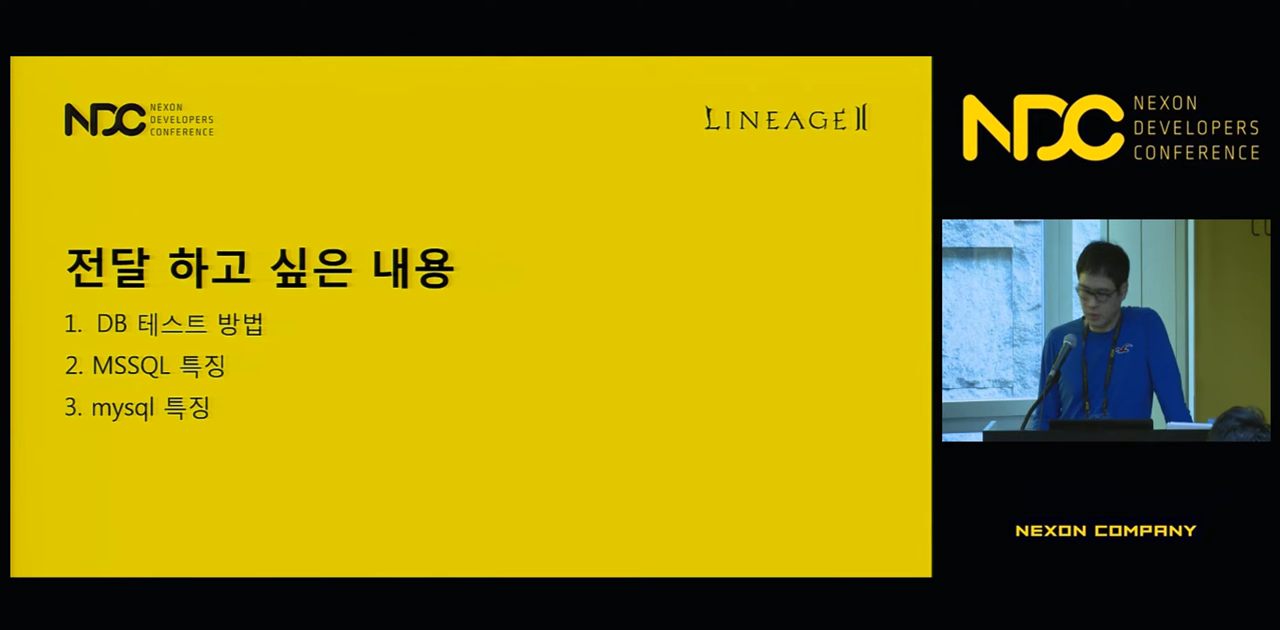 NDC NEXON
DEVELOPERS
CONFERENCE
LINEAGE II
전달 하고 싶은 내용
1. DB 테스트 방법
2. MSSQL 특징
3. mysql 특징
NDC NEXON
DEVELOPERS
CONFERENCE
NEXON COMPANY